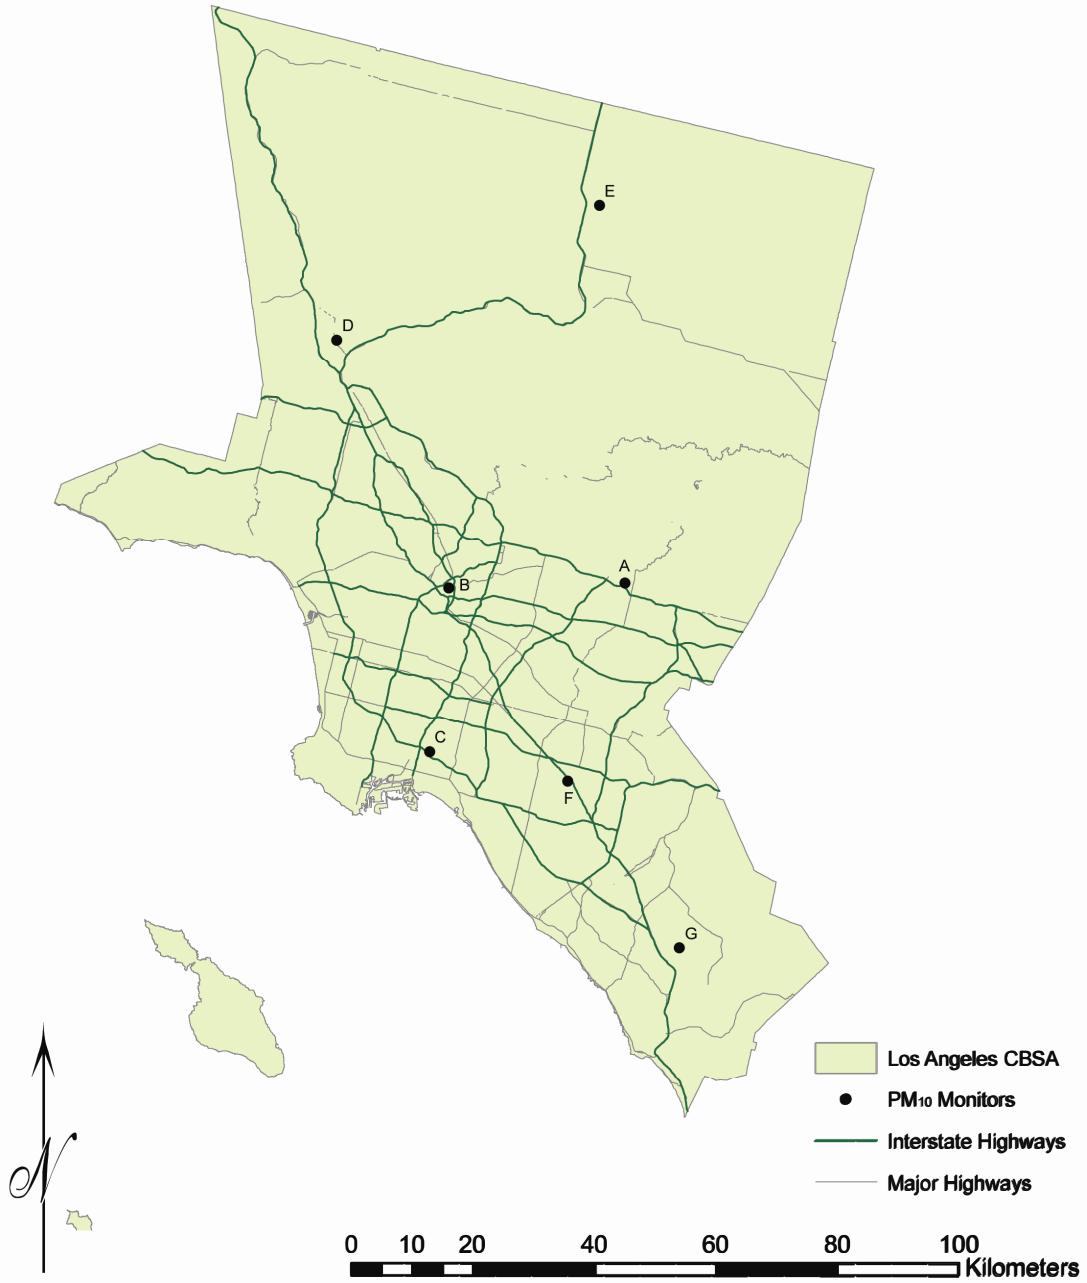 E
D
A
B
C
F
G
Los Angeles CBSA
PM10 Monitors
Interstate Highways
Major Highways
N
0 10 20 40 60 80 100
Kilometers